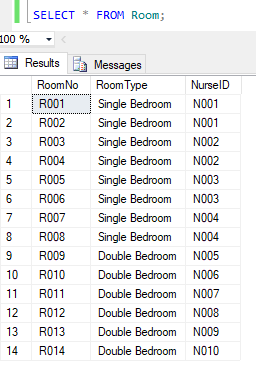 SELECT * FROM Room;
100 %
Results Messages
RoomNo RoomType NurseID
1 R001 Single Bedroom N001
2 R002 Single Bedroom N001
3 R003 Single Bedroom N002
4 R004 Single Bedroom N002
5 R005 Single Bedroom N003
6 R006 Single Bedroom N003
7 R007 Single Bedroom N004
8 R008 Single Bedroom N004
9 R009 Double Bedroom N005
10 R010 Double Bedroom N006
11 R011 Double Bedroom N007
12 R012 Double Bedroom N008
13 R013 Double Bedroom N009
14 R014 Double Bedroom N010